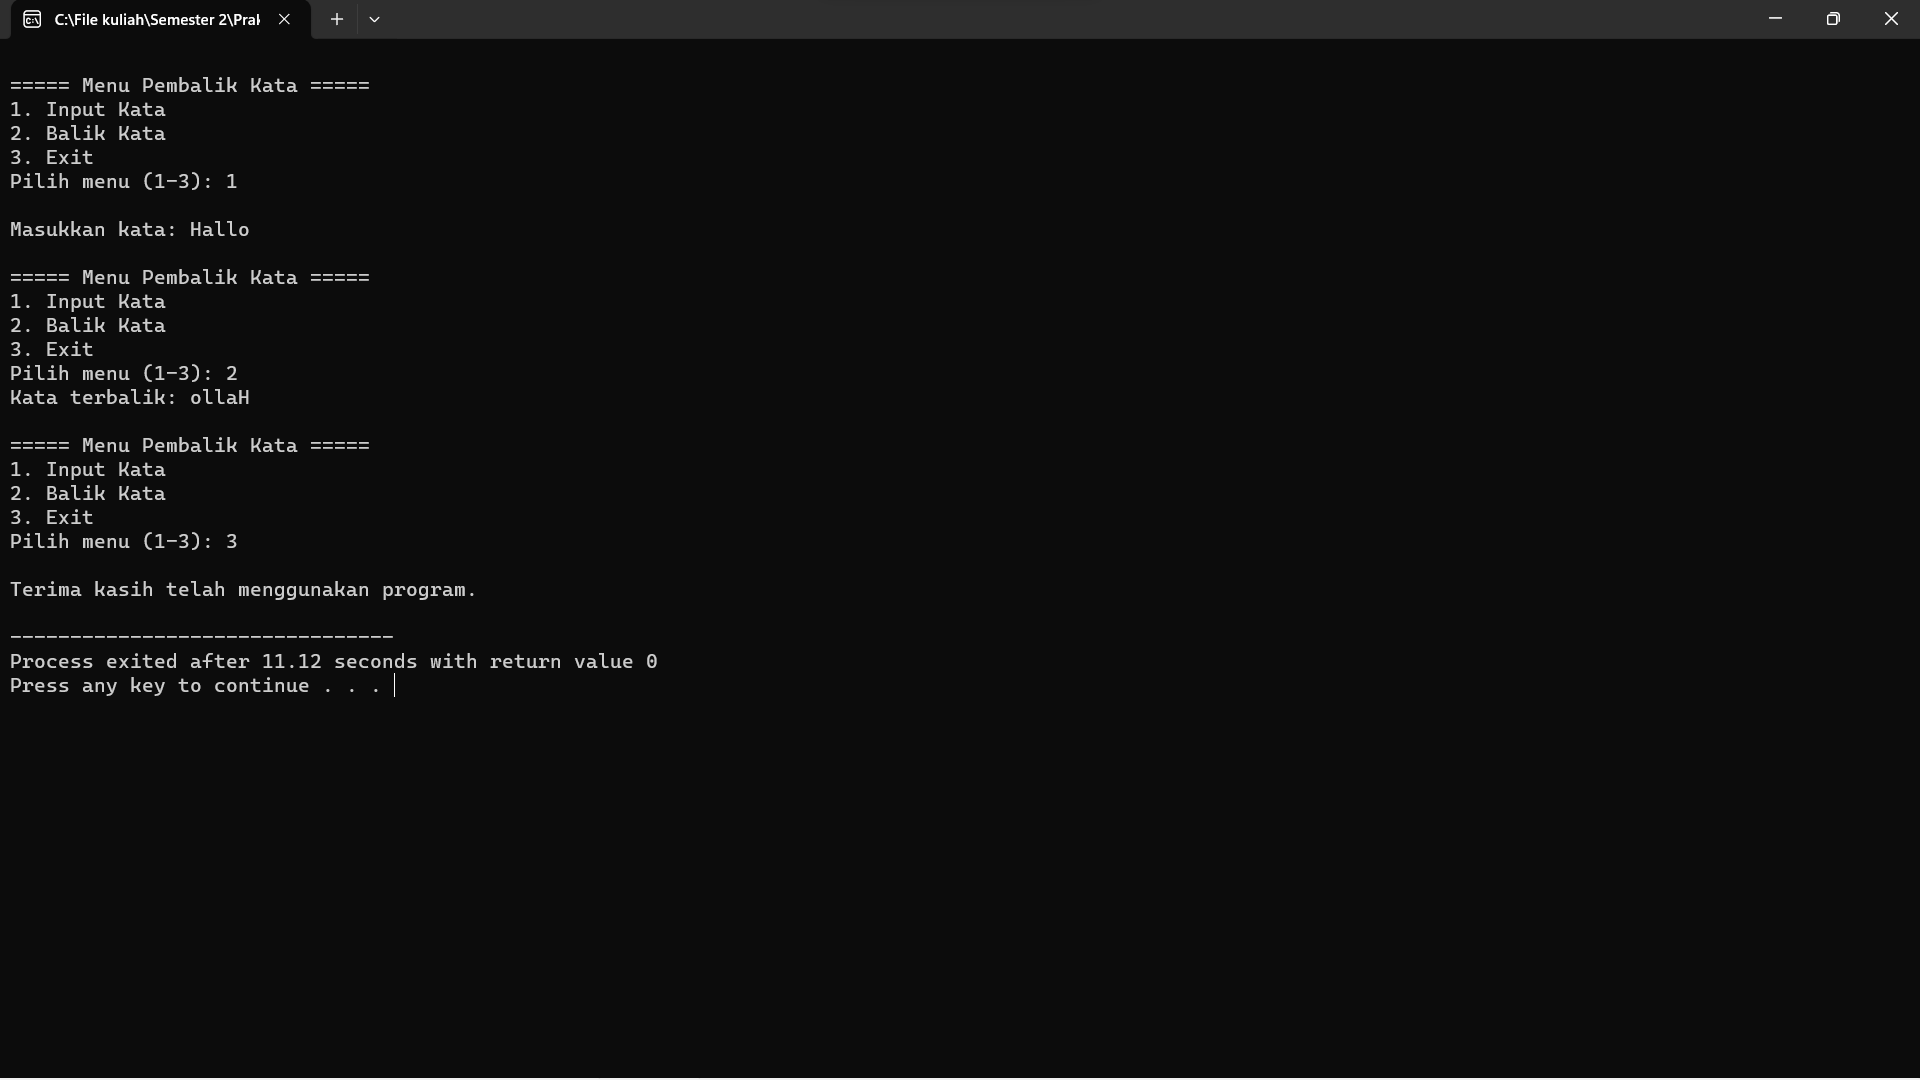 C:\File kuliah\Semester 2\Pral
===== Menu Pembalik Kata =====
1. Input Kata
2. Balik Kata
3. Exit
Pilih menu (1-3): 1
Masukkan kata: Hallo
===== Menu Pembalik Kata =====
1. Input Kata
2. Balik Kata
3. Exit
Pilih menu (1-3): 2
Kata terbalik: ollaH
===== Menu Pembalik Kata =====
1. Input Kata
2. Balik Kata
3. Exit
Pilih menu (1-3): 3
Terima kasih telah menggunakan program.
--------------------------------
Process exited after 11.12 seconds with return value 0
Press any key to continue . . .